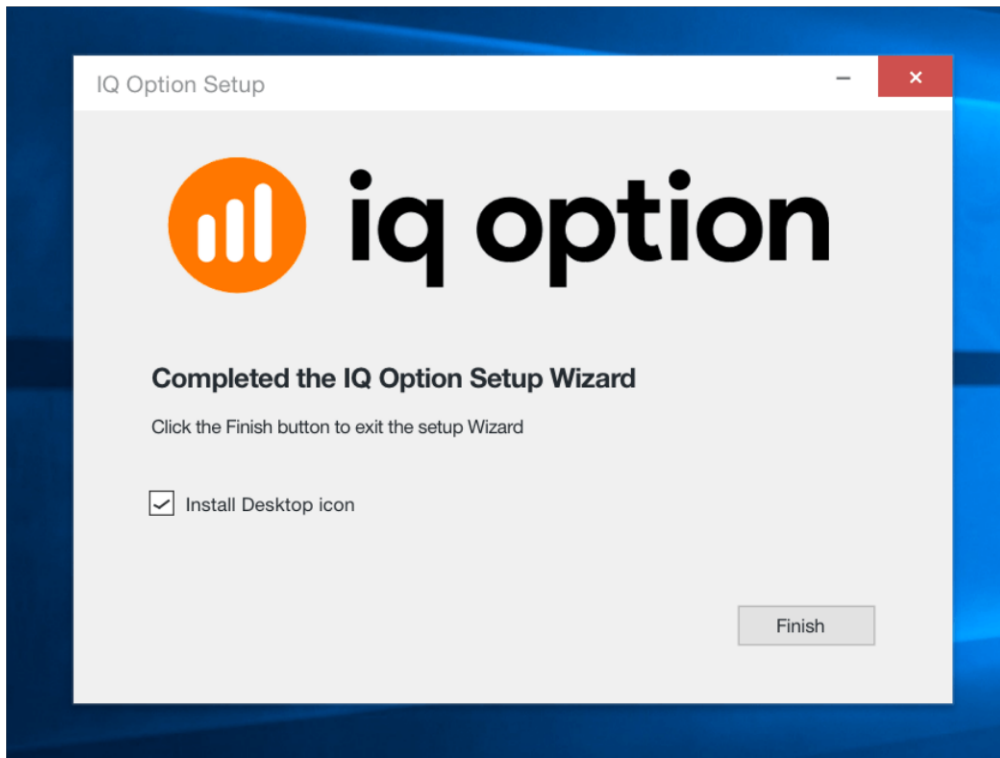 IQ Option Setup
iq option
Completed the IQ Option Setup Wizard
Click the Finish button to exit the setup Wizard
Install Desktop icon
Finish